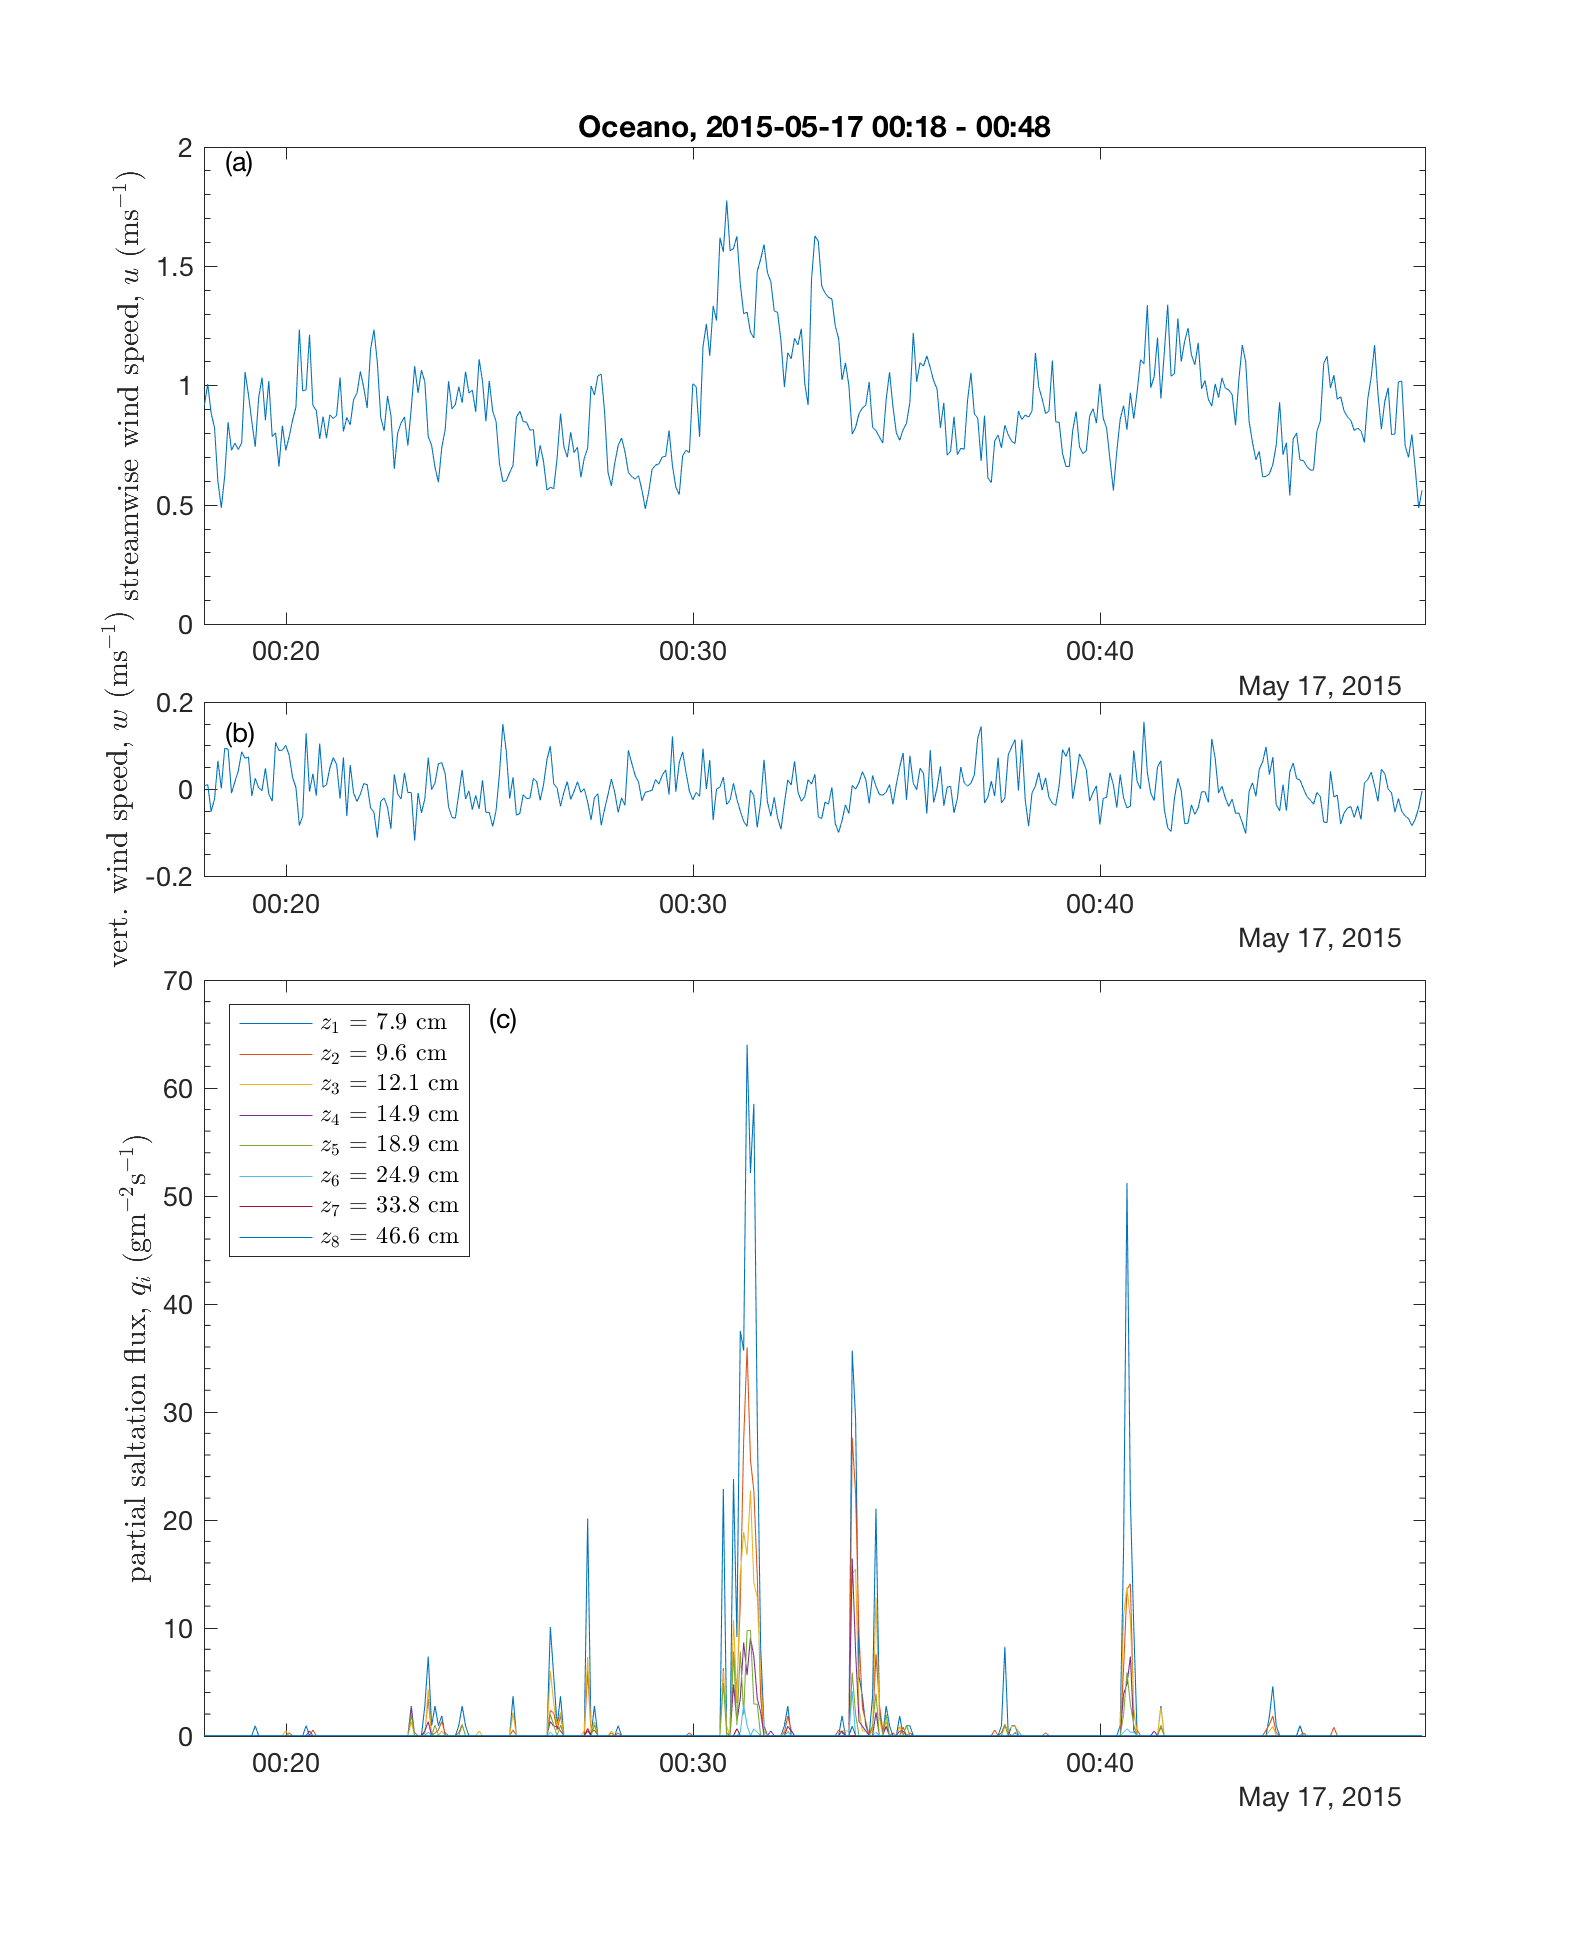 Oceano, 2015-05-17 00:18 - 00:48
(a)
streamwise wind speed, u (ms⁻¹)
2
1.5
1
0.5
0
00:20 00:30 00:40
May 17, 2015
(b)
vert. wind speed, w (ms⁻¹)
0.2
0
-0.2
00:20 00:30 00:40
May 17, 2015
(c)
partial saltation flux, qᵢ (gm⁻²s⁻¹)
70
60
50
40
30
20
10
0
z₁ = 7.9 cm
z₂ = 9.6 cm
z₃ = 12.1 cm
z₄ = 14.9 cm
z₅ = 18.9 cm
z₆ = 24.9 cm
z₇ = 33.8 cm
z₈ = 46.6 cm
00:20 00:30 00:40
May 17, 2015